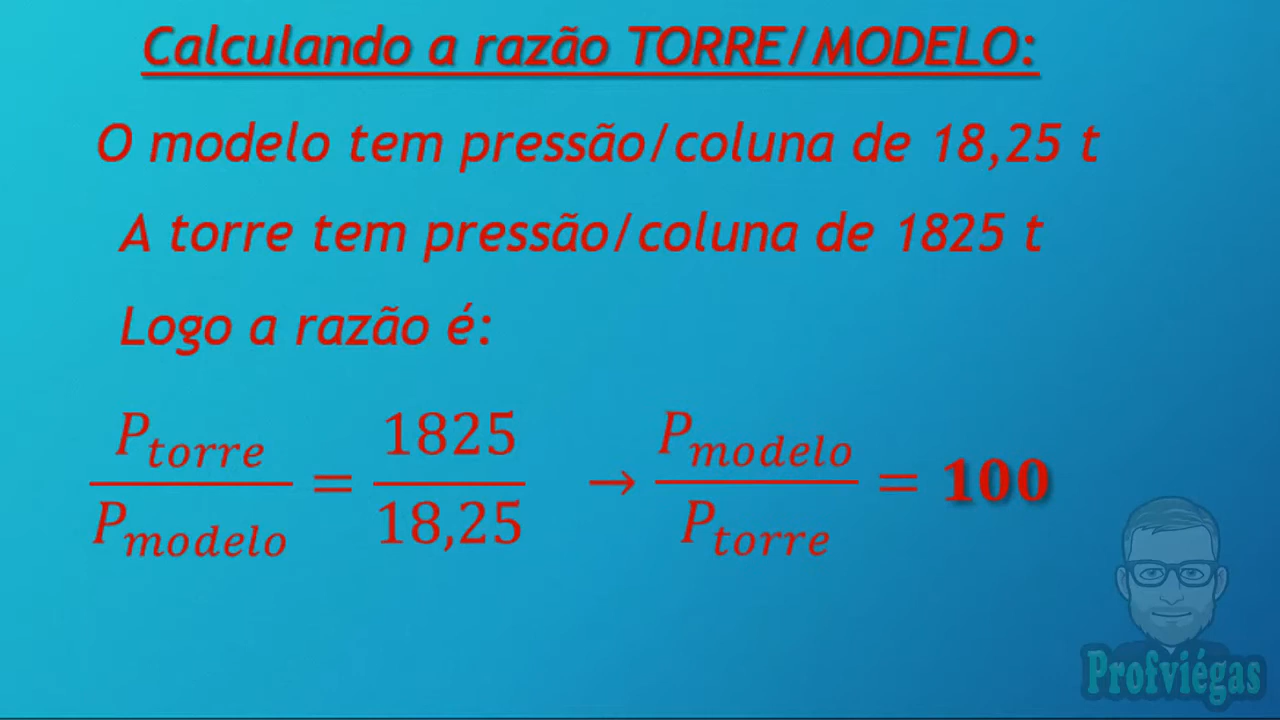 Calculando a razão TORRE/MODELO:
O modelo tem pressão/coluna de 18,25 t
A torre tem pressão/coluna de 1825 t
Logo a razão é:
P_torre/P_modelo = 1825/18,25 → P_modelo/P_torre = 100
Profviégas